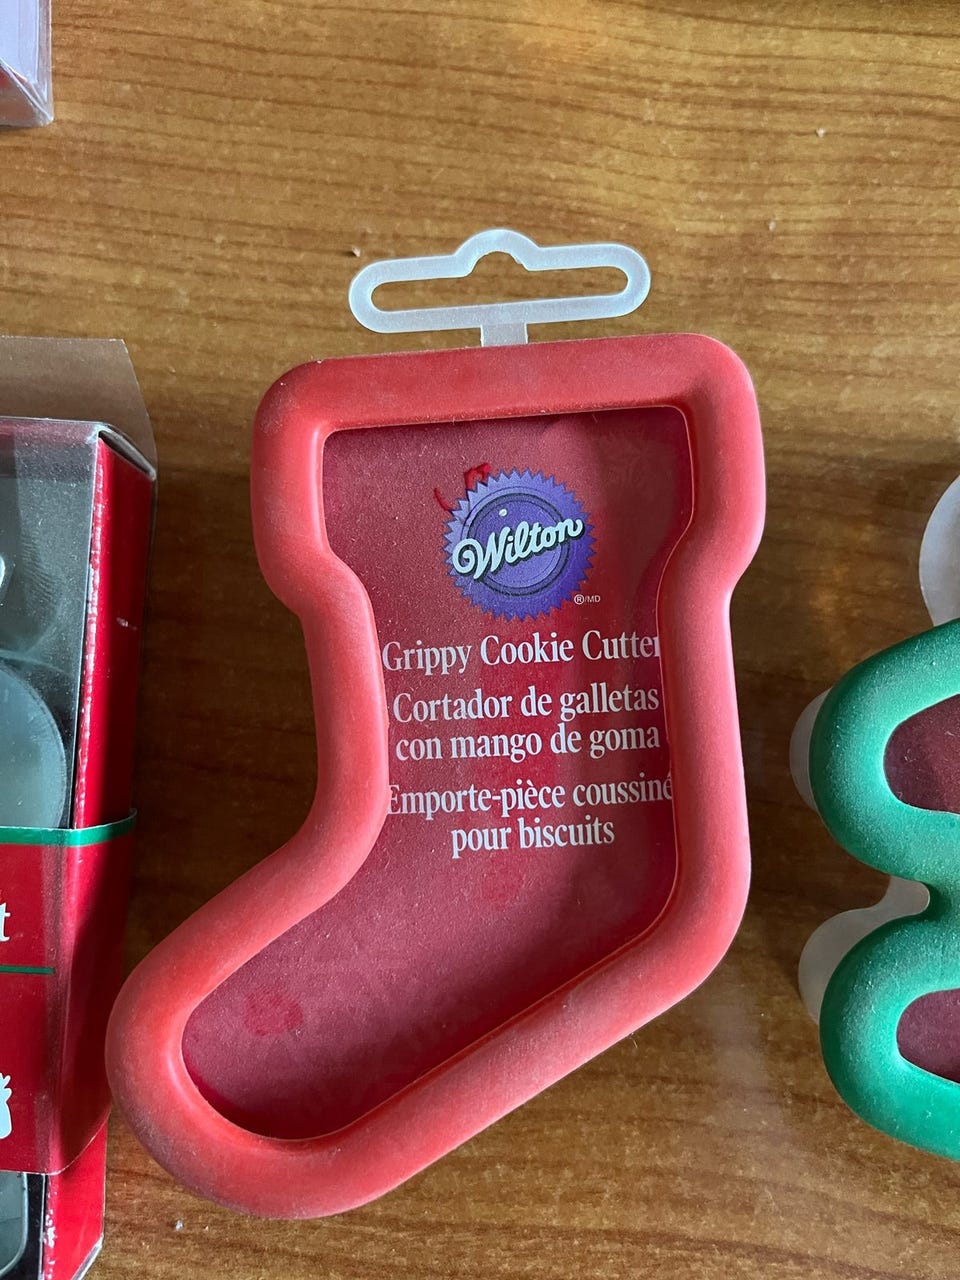 Wilton
®/MD
Grippy Cookie Cutter
Cortador de galletas
con mango de goma
Emporte-pièce coussiné
pour biscuits